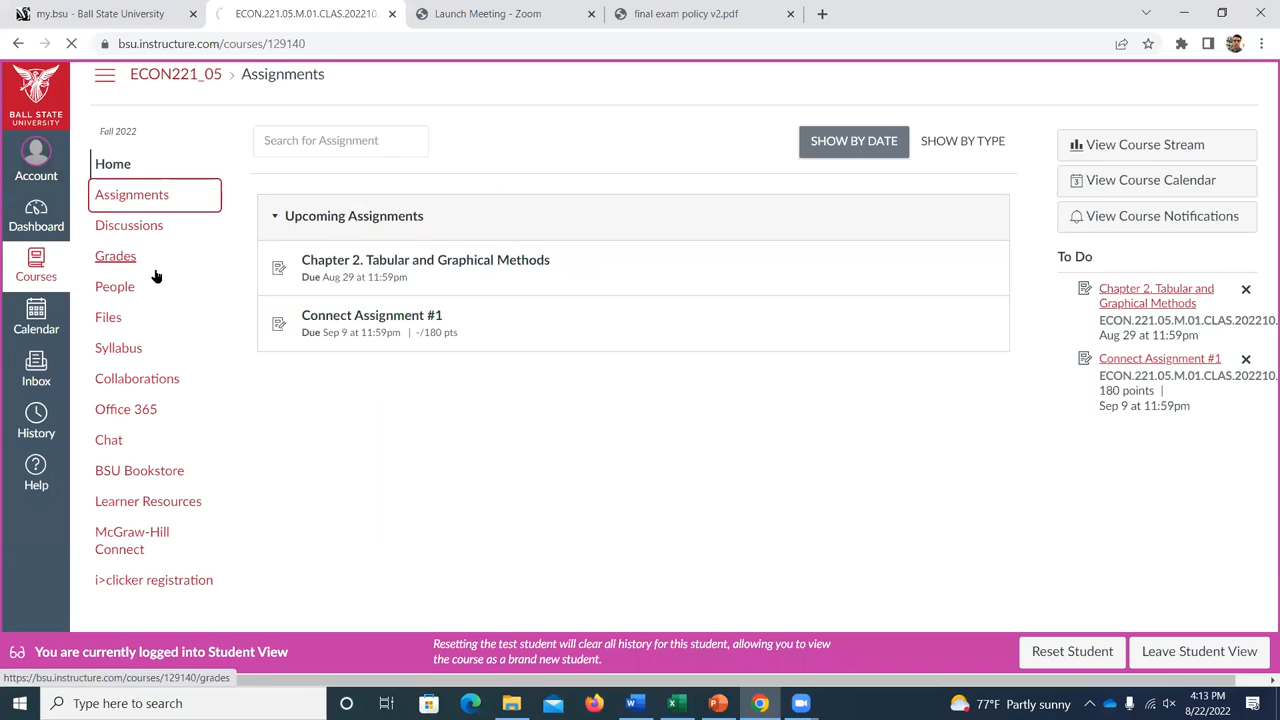 my.bsu - Ball State University
ECON.221.05.M.01.CLAS.202210.
Launch Meeting - Zoom
final exam policy v2.pdf
bsu.instructure.com/courses/129140
ECON221_05 › Assignments
BALL STATE
UNIVERSITY
Account
Dashboard
Courses
Calendar
Inbox
History
Help
Fall 2022
Home
Assignments
Discussions
Grades
People
Files
Syllabus
Collaborations
Office 365
Chat
BSU Bookstore
Learner Resources
McGraw-Hill
Connect
i>clicker registration
Search for Assignment
SHOW BY DATE
SHOW BY TYPE
Upcoming Assignments
Chapter 2. Tabular and Graphical Methods
Due Aug 29 at 11:59pm
Connect Assignment #1
Due Sep 9 at 11:59pm | -/180 pts
View Course Stream
3 View Course Calendar
View Course Notifications
To Do
Chapter 2. Tabular and
Graphical Methods
ECON.221.05.M.01.CLAS.202210.
Aug 29 at 11:59pm
Connect Assignment #1
ECON.221.05.M.01.CLAS.202210.
180 points |
Sep 9 at 11:59pm
You are currently logged into Student View
Resetting the test student will clear all history for this student, allowing you to view
the course as a brand new student.
Reset Student
Leave Student View
https://bsu.instructure.com/courses/129140/grades
Type here to search
77°F Partly sunny
4:13 PM
8/22/2022